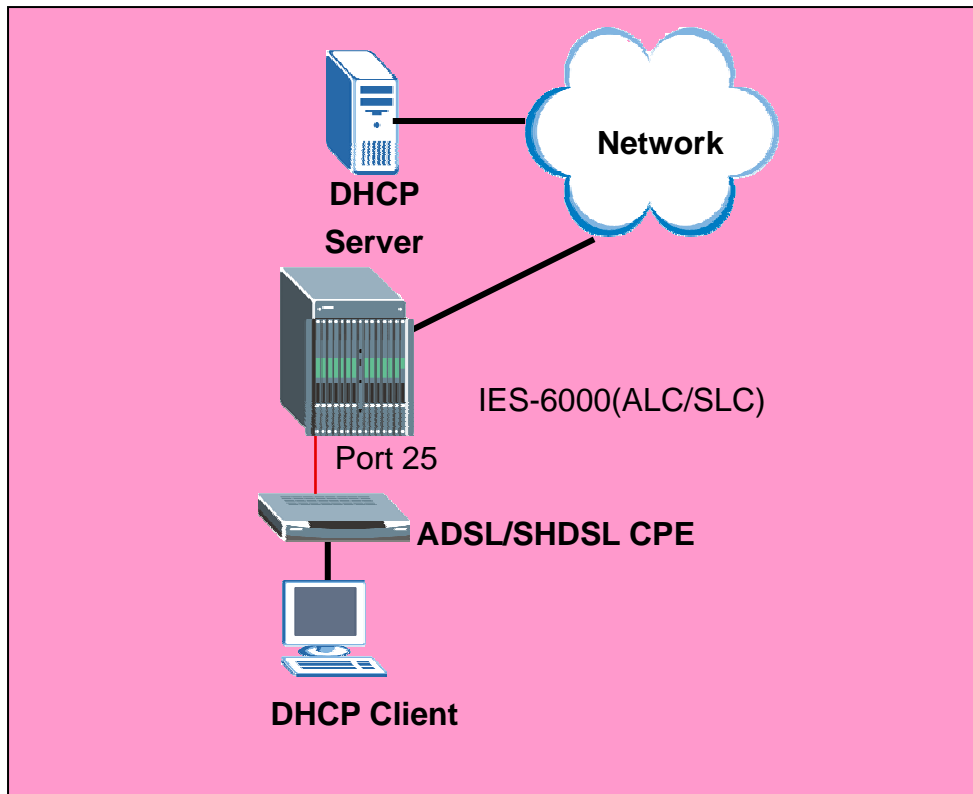 Network
DHCP
Server
IES-6000(ALC/SLC)
Port 25
ADSL/SHDSL CPE
DHCP Client